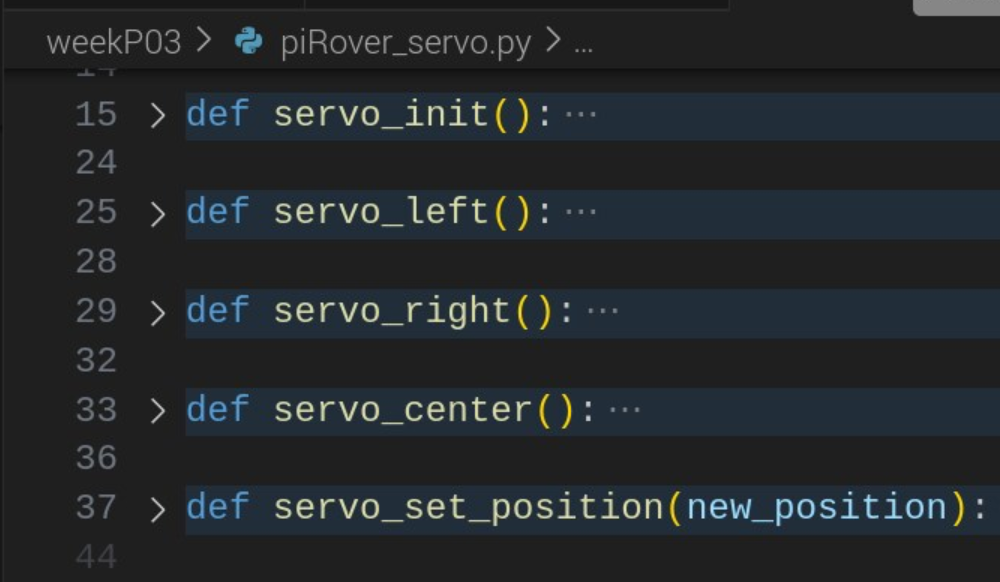 weekP03 > piRover_servo.py > ...
14
15 > def servo_init(): ···
24
25 > def servo_left(): ···
28
29 > def servo_right(): ···
32
33 > def servo_center(): ···
36
37 > def servo_set_position(new_position):
44